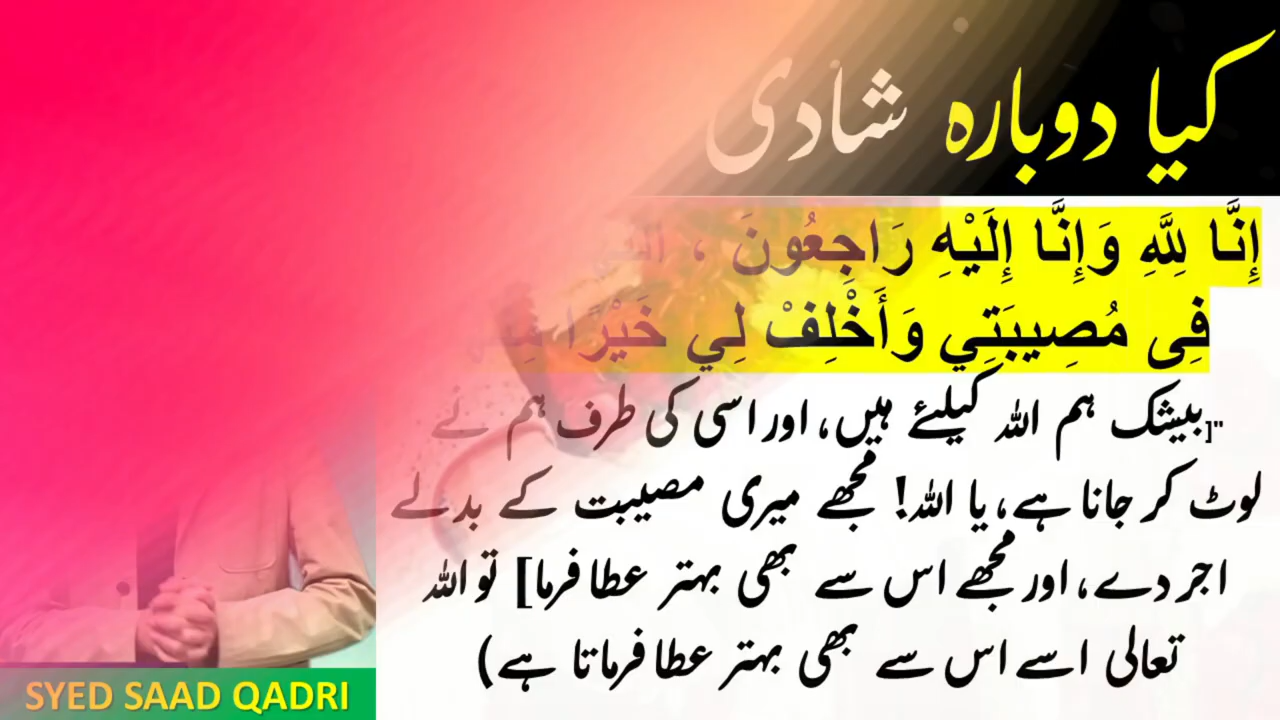 کیا دوبارہ شادی
إِنَّا لِلَّهِ وَإِنَّا إِلَيْهِ رَاجِعُونَ ،
فِي مُصِيبَتِي وَأَخْلِفْ لِي خَيْرًا
"[بیشک ہم اللہ کیلئے ہیں، اور اسی کی طرف ہم نے
لوٹ کر جانا ہے، یا اللہ! مجھے میری مصیبت کے بدلے
اجر دے، اور مجھے اس سے بھی بہتر عطا فرما] تو اللہ
تعالی اسے اس سے بھی بہتر عطا فرماتا ہے)
SYED SAAD QADRI